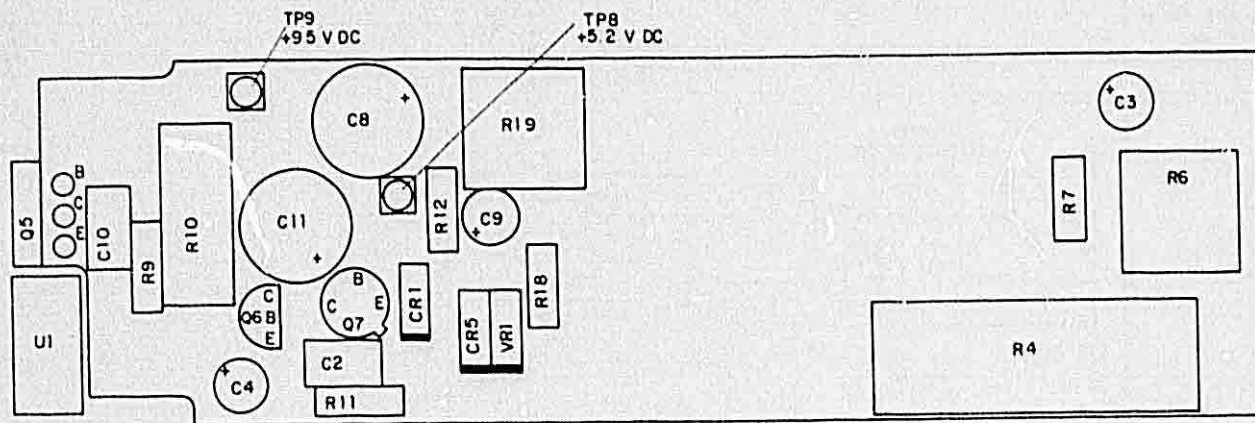 TP9
+9.5 V DC
TP8
+5.2 V DC
+
C8
R19
+
C3
B
C
E
Q5
C10
R9
R10
C11
+
R12
C9
+
R7
R6
C
B
E
Q6
B
C
E
Q7
CR1
CR5
VR1
R18
U1
+
C4
C2
R11
R4